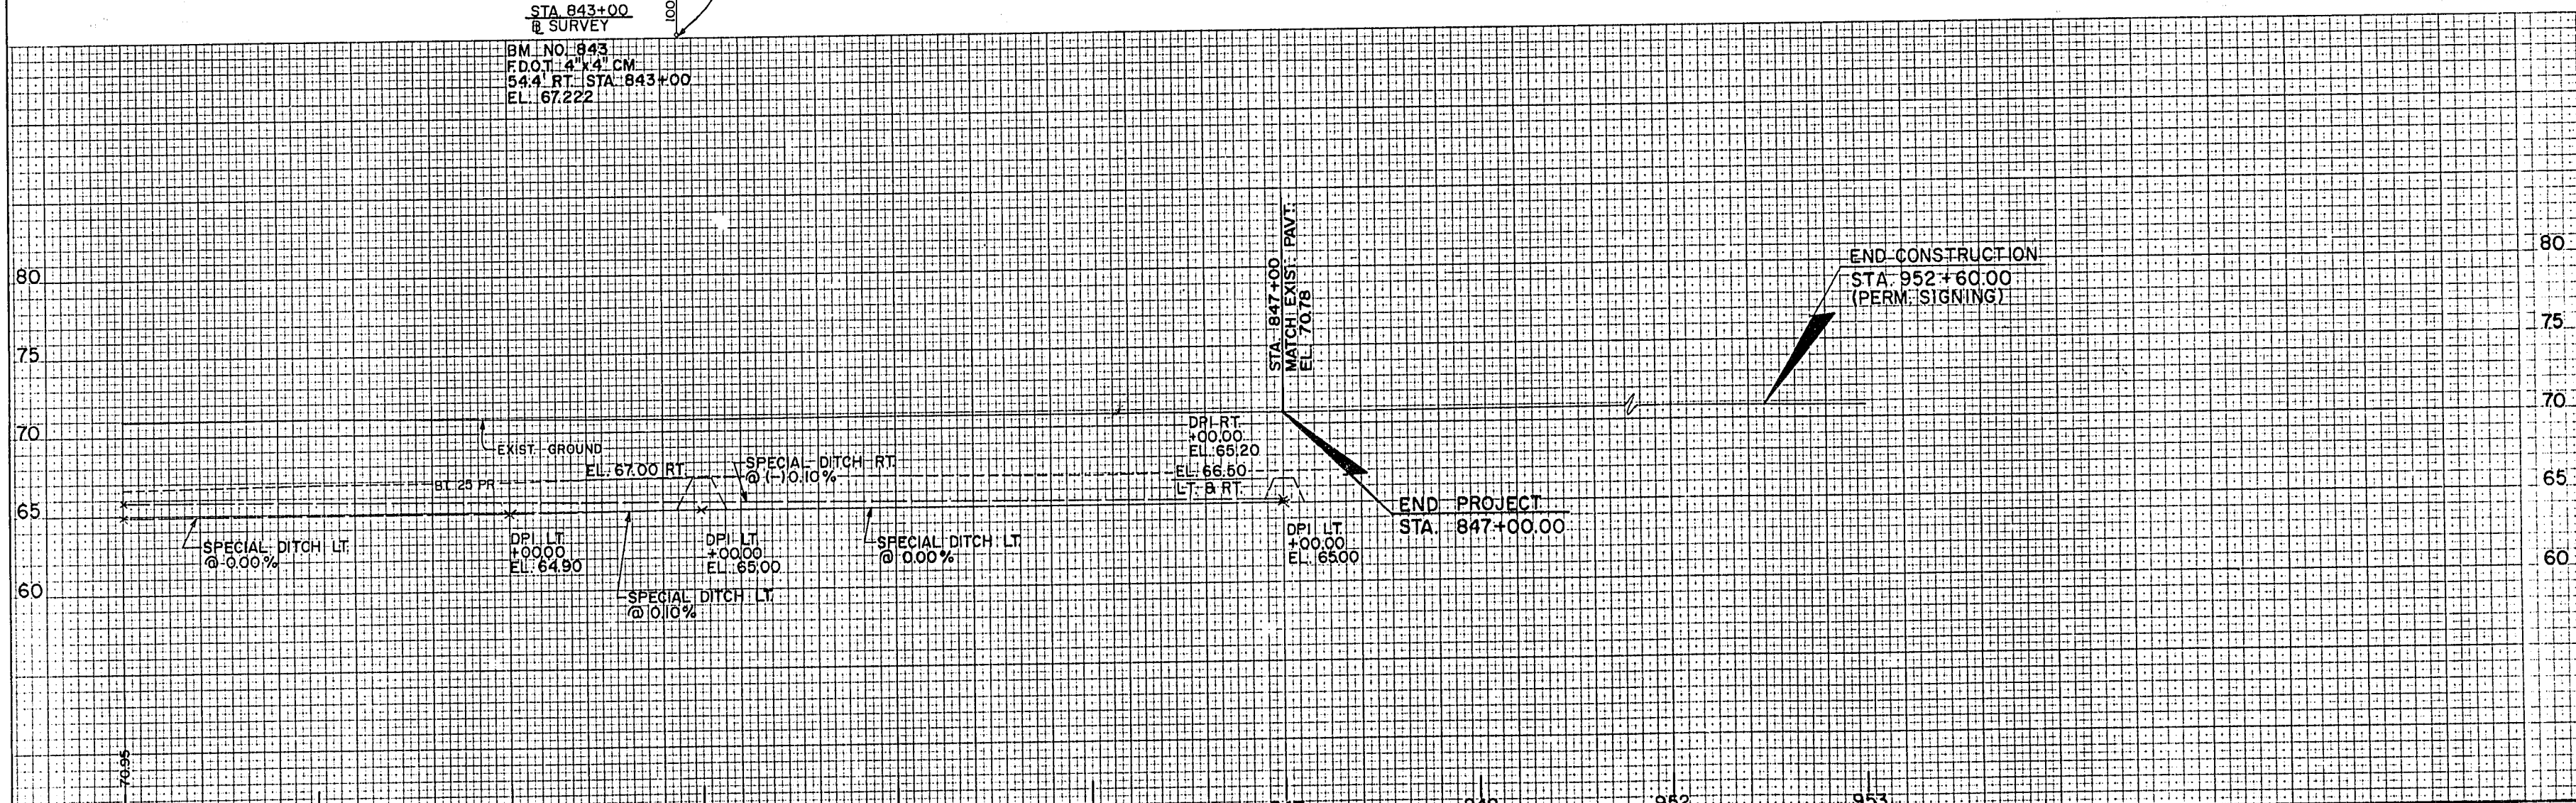 STA. 843+00
℄ SURVEY
100
BM NO. 843
F.D.O.T. 4"x4" CM
54.4' RT. STA. 843+00
EL. 67.222
80
75
70
65
60
80
75
70
65
60
STA. 847+00
MATCH EXIST. PAVT.
EL. 70.78
END CONSTRUCTION
STA. 952+60.00
(PERM. SIGNING)
EXIST. GROUND
B.T. 25 PR
EL. 67.00 RT.
SPECIAL DITCH RT.
@ (-) 0.10%
DPI RT.
+00.00
EL. 65.20
EL. 66.50
LT. & RT.
END PROJECT
STA. 847+00.00
SPECIAL DITCH LT.
@ -0.00%
DPI LT.
+00.00
EL. 64.90
SPECIAL DITCH LT.
@ 0.10%
DPI LT.
+00.00
EL. 65.00
SPECIAL DITCH LT.
@ 0.00%
DPI LT.
+00.00
EL. 65.00
70.95
952
953